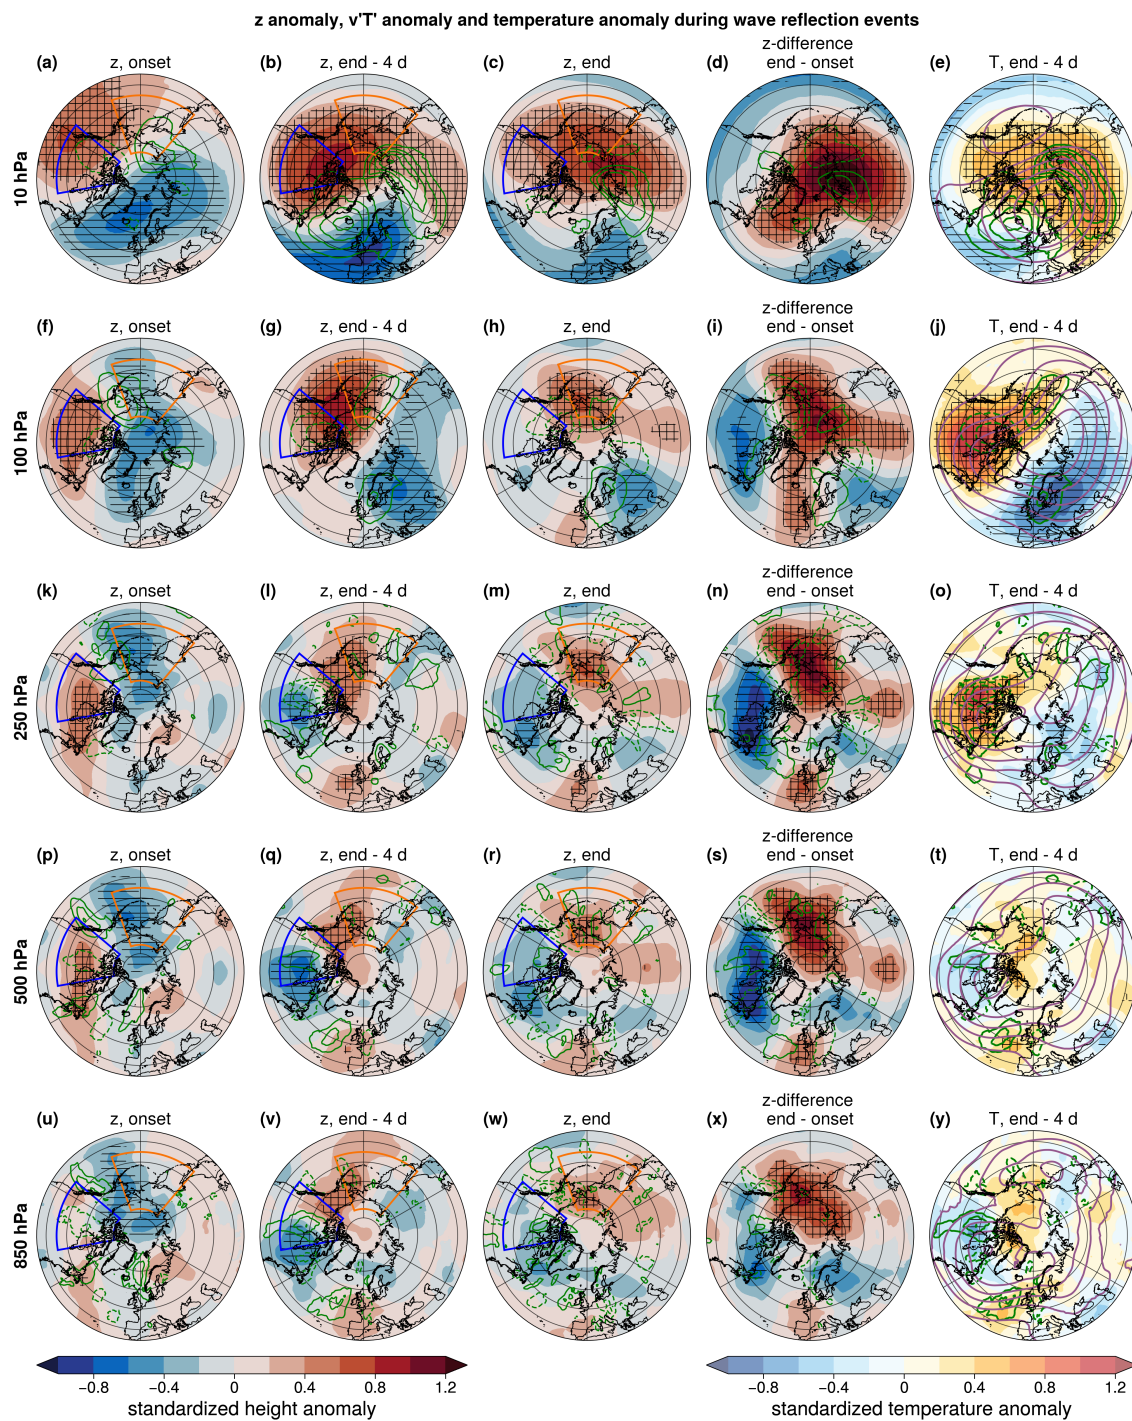 z anomaly, v'T' anomaly and temperature anomaly during wave reflection events
(a) z, onset
(b) z, end - 4 d
(c) z, end
(d) z-difference
end - onset
(e) T, end - 4 d
10 hPa
(f) z, onset
(g) z, end - 4 d
(h) z, end
(i) z-difference
end - onset
(j) T, end - 4 d
100 hPa
(k) z, onset
(l) z, end - 4 d
(m) z, end
(n) z-difference
end - onset
(o) T, end - 4 d
250 hPa
(p) z, onset
(q) z, end - 4 d
(r) z, end
(s) z-difference
end - onset
(t) T, end - 4 d
500 hPa
(u) z, onset
(v) z, end - 4 d
(w) z, end
(x) z-difference
end - onset
(y) T, end - 4 d
850 hPa
−0.8 −0.4 0 0.4 0.8 1.2
standardized height anomaly
−0.8 −0.4 0 0.4 0.8 1.2
standardized temperature anomaly